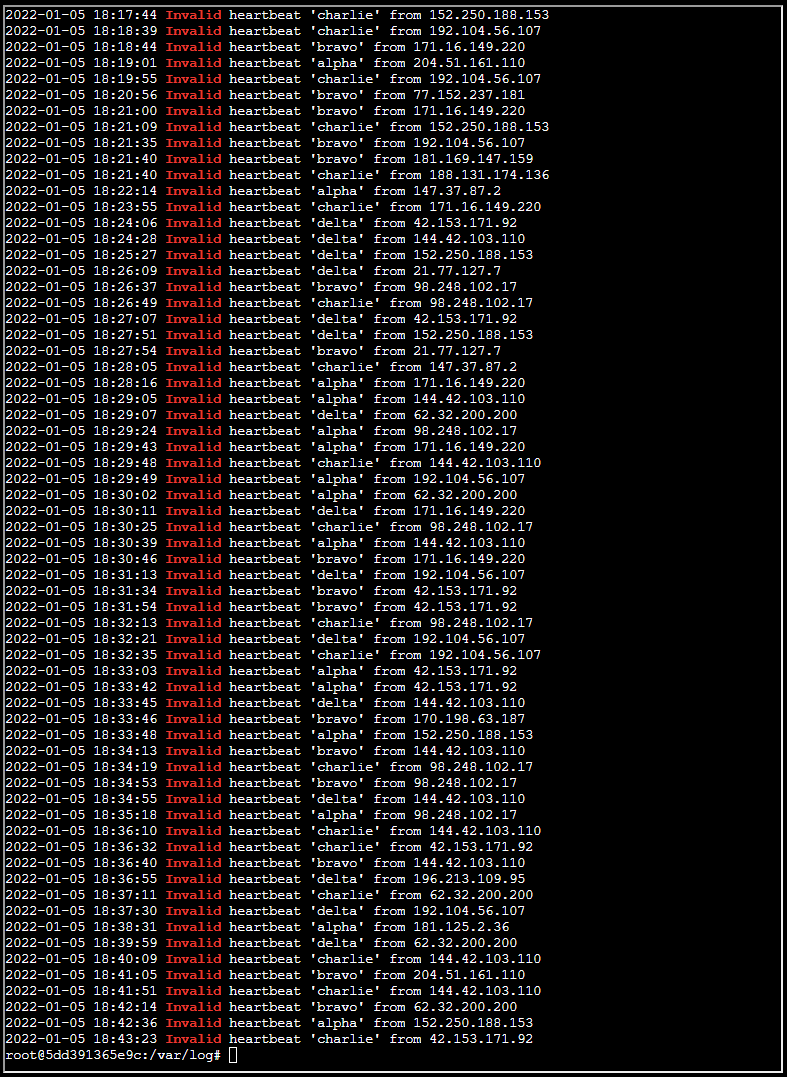 2022-01-05 18:17:44 Invalid heartbeat 'charlie' from 152.250.188.153
2022-01-05 18:18:39 Invalid heartbeat 'charlie' from 192.104.56.107
2022-01-05 18:18:44 Invalid heartbeat 'bravo' from 171.16.149.220
2022-01-05 18:19:01 Invalid heartbeat 'alpha' from 204.51.161.110
2022-01-05 18:19:55 Invalid heartbeat 'charlie' from 192.104.56.107
2022-01-05 18:20:56 Invalid heartbeat 'bravo' from 77.152.237.181
2022-01-05 18:21:00 Invalid heartbeat 'bravo' from 171.16.149.220
2022-01-05 18:21:09 Invalid heartbeat 'charlie' from 152.250.188.153
2022-01-05 18:21:35 Invalid heartbeat 'bravo' from 192.104.56.107
2022-01-05 18:21:40 Invalid heartbeat 'bravo' from 181.169.147.159
2022-01-05 18:21:40 Invalid heartbeat 'charlie' from 188.131.174.136
2022-01-05 18:22:14 Invalid heartbeat 'alpha' from 147.37.87.2
2022-01-05 18:23:55 Invalid heartbeat 'charlie' from 171.16.149.220
2022-01-05 18:24:06 Invalid heartbeat 'delta' from 42.153.171.92
2022-01-05 18:24:28 Invalid heartbeat 'delta' from 144.42.103.110
2022-01-05 18:25:27 Invalid heartbeat 'delta' from 152.250.188.153
2022-01-05 18:26:09 Invalid heartbeat 'delta' from 21.77.127.7
2022-01-05 18:26:37 Invalid heartbeat 'bravo' from 98.248.102.17
2022-01-05 18:26:49 Invalid heartbeat 'charlie' from 98.248.102.17
2022-01-05 18:27:07 Invalid heartbeat 'delta' from 42.153.171.92
2022-01-05 18:27:51 Invalid heartbeat 'delta' from 152.250.188.153
2022-01-05 18:27:54 Invalid heartbeat 'bravo' from 21.77.127.7
2022-01-05 18:28:05 Invalid heartbeat 'charlie' from 147.37.87.2
2022-01-05 18:28:16 Invalid heartbeat 'alpha' from 171.16.149.220
2022-01-05 18:29:05 Invalid heartbeat 'alpha' from 144.42.103.110
2022-01-05 18:29:07 Invalid heartbeat 'delta' from 62.32.200.200
2022-01-05 18:29:24 Invalid heartbeat 'alpha' from 98.248.102.17
2022-01-05 18:29:43 Invalid heartbeat 'alpha' from 171.16.149.220
2022-01-05 18:29:48 Invalid heartbeat 'charlie' from 144.42.103.110
2022-01-05 18:29:49 Invalid heartbeat 'alpha' from 192.104.56.107
2022-01-05 18:30:02 Invalid heartbeat 'alpha' from 62.32.200.200
2022-01-05 18:30:11 Invalid heartbeat 'delta' from 171.16.149.220
2022-01-05 18:30:25 Invalid heartbeat 'charlie' from 98.248.102.17
2022-01-05 18:30:39 Invalid heartbeat 'alpha' from 144.42.103.110
2022-01-05 18:30:46 Invalid heartbeat 'bravo' from 171.16.149.220
2022-01-05 18:31:13 Invalid heartbeat 'delta' from 192.104.56.107
2022-01-05 18:31:34 Invalid heartbeat 'bravo' from 42.153.171.92
2022-01-05 18:31:54 Invalid heartbeat 'bravo' from 42.153.171.92
2022-01-05 18:32:13 Invalid heartbeat 'charlie' from 98.248.102.17
2022-01-05 18:32:21 Invalid heartbeat 'delta' from 192.104.56.107
2022-01-05 18:32:35 Invalid heartbeat 'charlie' from 192.104.56.107
2022-01-05 18:33:03 Invalid heartbeat 'alpha' from 42.153.171.92
2022-01-05 18:33:42 Invalid heartbeat 'alpha' from 42.153.171.92
2022-01-05 18:33:45 Invalid heartbeat 'delta' from 144.42.103.110
2022-01-05 18:33:46 Invalid heartbeat 'bravo' from 170.198.63.187
2022-01-05 18:33:48 Invalid heartbeat 'alpha' from 152.250.188.153
2022-01-05 18:34:13 Invalid heartbeat 'bravo' from 144.42.103.110
2022-01-05 18:34:19 Invalid heartbeat 'charlie' from 98.248.102.17
2022-01-05 18:34:53 Invalid heartbeat 'bravo' from 98.248.102.17
2022-01-05 18:34:55 Invalid heartbeat 'delta' from 144.42.103.110
2022-01-05 18:35:18 Invalid heartbeat 'alpha' from 98.248.102.17
2022-01-05 18:36:10 Invalid heartbeat 'charlie' from 144.42.103.110
2022-01-05 18:36:32 Invalid heartbeat 'charlie' from 42.153.171.92
2022-01-05 18:36:40 Invalid heartbeat 'bravo' from 144.42.103.110
2022-01-05 18:36:55 Invalid heartbeat 'delta' from 196.213.109.95
2022-01-05 18:37:11 Invalid heartbeat 'charlie' from 62.32.200.200
2022-01-05 18:37:30 Invalid heartbeat 'delta' from 192.104.56.107
2022-01-05 18:38:31 Invalid heartbeat 'alpha' from 181.125.2.36
2022-01-05 18:39:59 Invalid heartbeat 'delta' from 62.32.200.200
2022-01-05 18:40:09 Invalid heartbeat 'charlie' from 144.42.103.110
2022-01-05 18:41:05 Invalid heartbeat 'bravo' from 204.51.161.110
2022-01-05 18:41:51 Invalid heartbeat 'charlie' from 144.42.103.110
2022-01-05 18:42:14 Invalid heartbeat 'bravo' from 62.32.200.200
2022-01-05 18:42:36 Invalid heartbeat 'alpha' from 152.250.188.153
2022-01-05 18:43:23 Invalid heartbeat 'charlie' from 42.153.171.92
root@5dd391365e9c:/var/log#